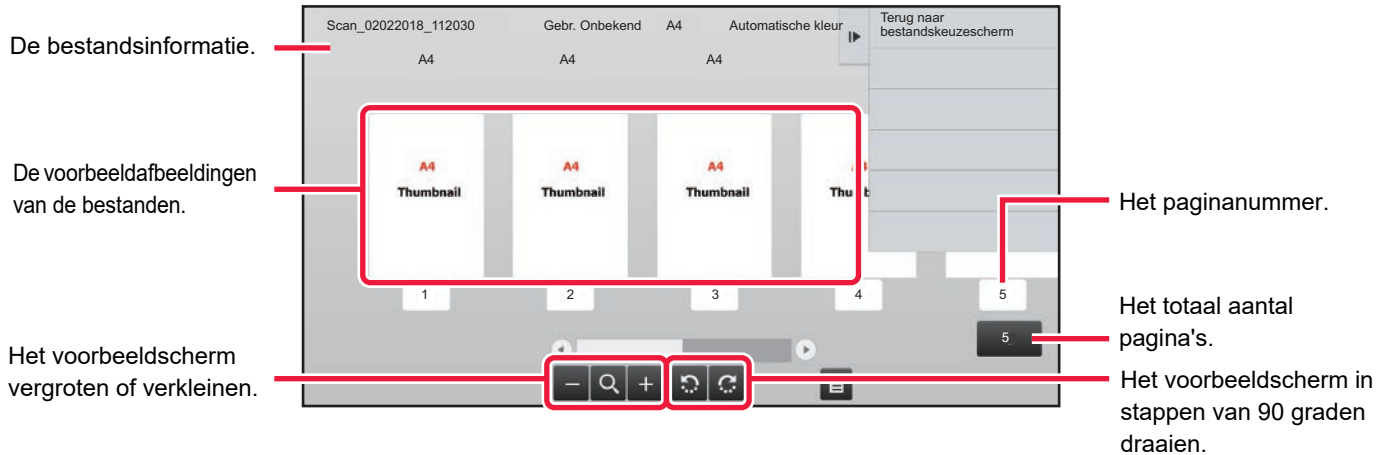 De bestandsinformatie.
Scan_02022018_112030 Gebr. Onbekend A4 Automatische kleur
Terug naar
bestandskeuzescherm
A4 A4 A4
De voorbeeldafbeeldingen
van de bestanden.
A4 A4 A4
Thumbnail Thumbnail Thumbnail
Het paginanummer.
1 2 3 4 5
Het totaal aantal
pagina's.
5
Het voorbeeldscherm
vergroten of verkleinen.
Het voorbeeldscherm in
stappen van 90 graden
draaien.